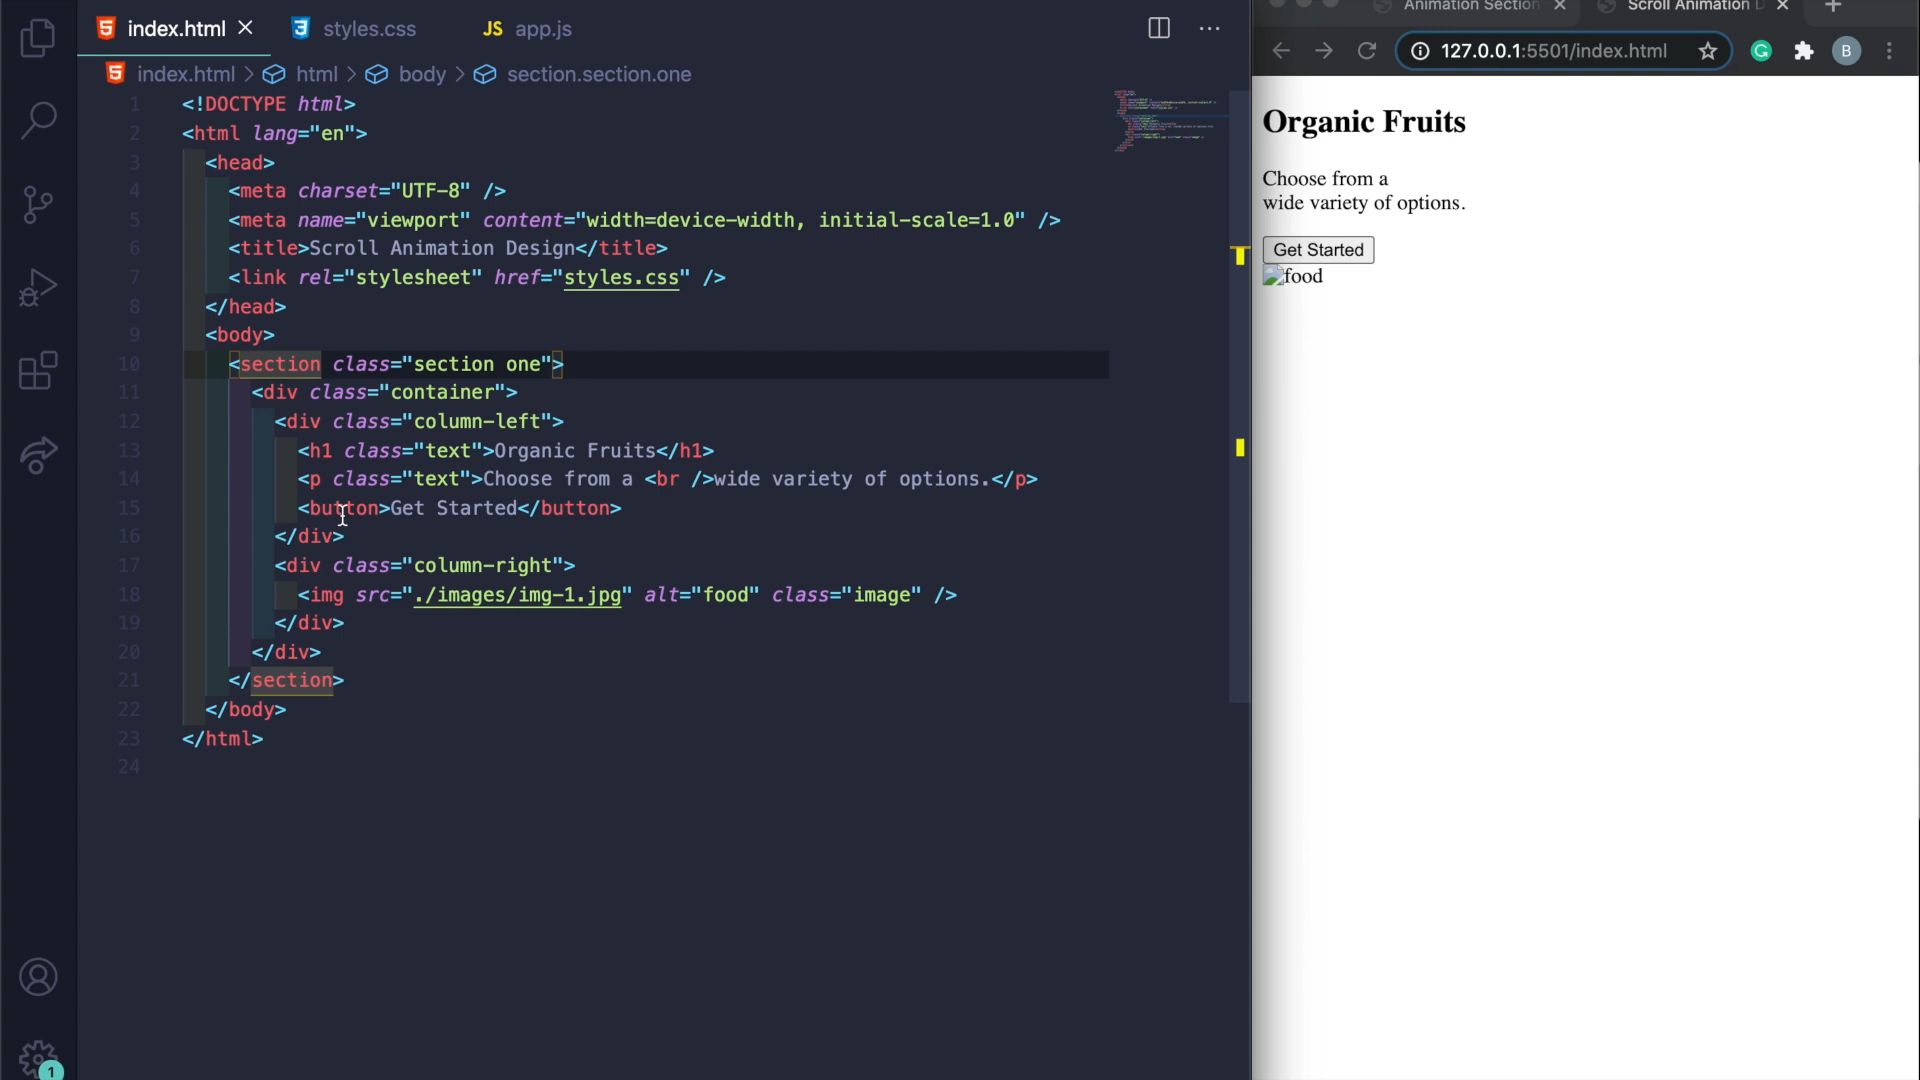 index.html
styles.css
JS app.js
index.html > html > body > section.section.one
1 <!DOCTYPE html>
2 <html lang="en">
3 <head>
4 <meta charset="UTF-8" />
5 <meta name="viewport" content="width=device-width, initial-scale=1.0" />
6 <title>Scroll Animation Design</title>
7 <link rel="stylesheet" href="styles.css" />
8 </head>
9 <body>
10 <section class="section one">
11 <div class="container">
12 <div class="column-left">
13 <h1 class="text">Organic Fruits</h1>
14 <p class="text">Choose from a <br />wide variety of options.</p>
15 <button>Get Started</button>
16 </div>
17 <div class="column-right">
18 <img src="./images/img-1.jpg" alt="food" class="image" />
19 </div>
20 </div>
21 </section>
22 </body>
23 </html>
24
1
Animation Section
Scroll Animation D
127.0.0.1:5501/index.html
B
Organic Fruits
Choose from a
wide variety of options.
Get Started
food